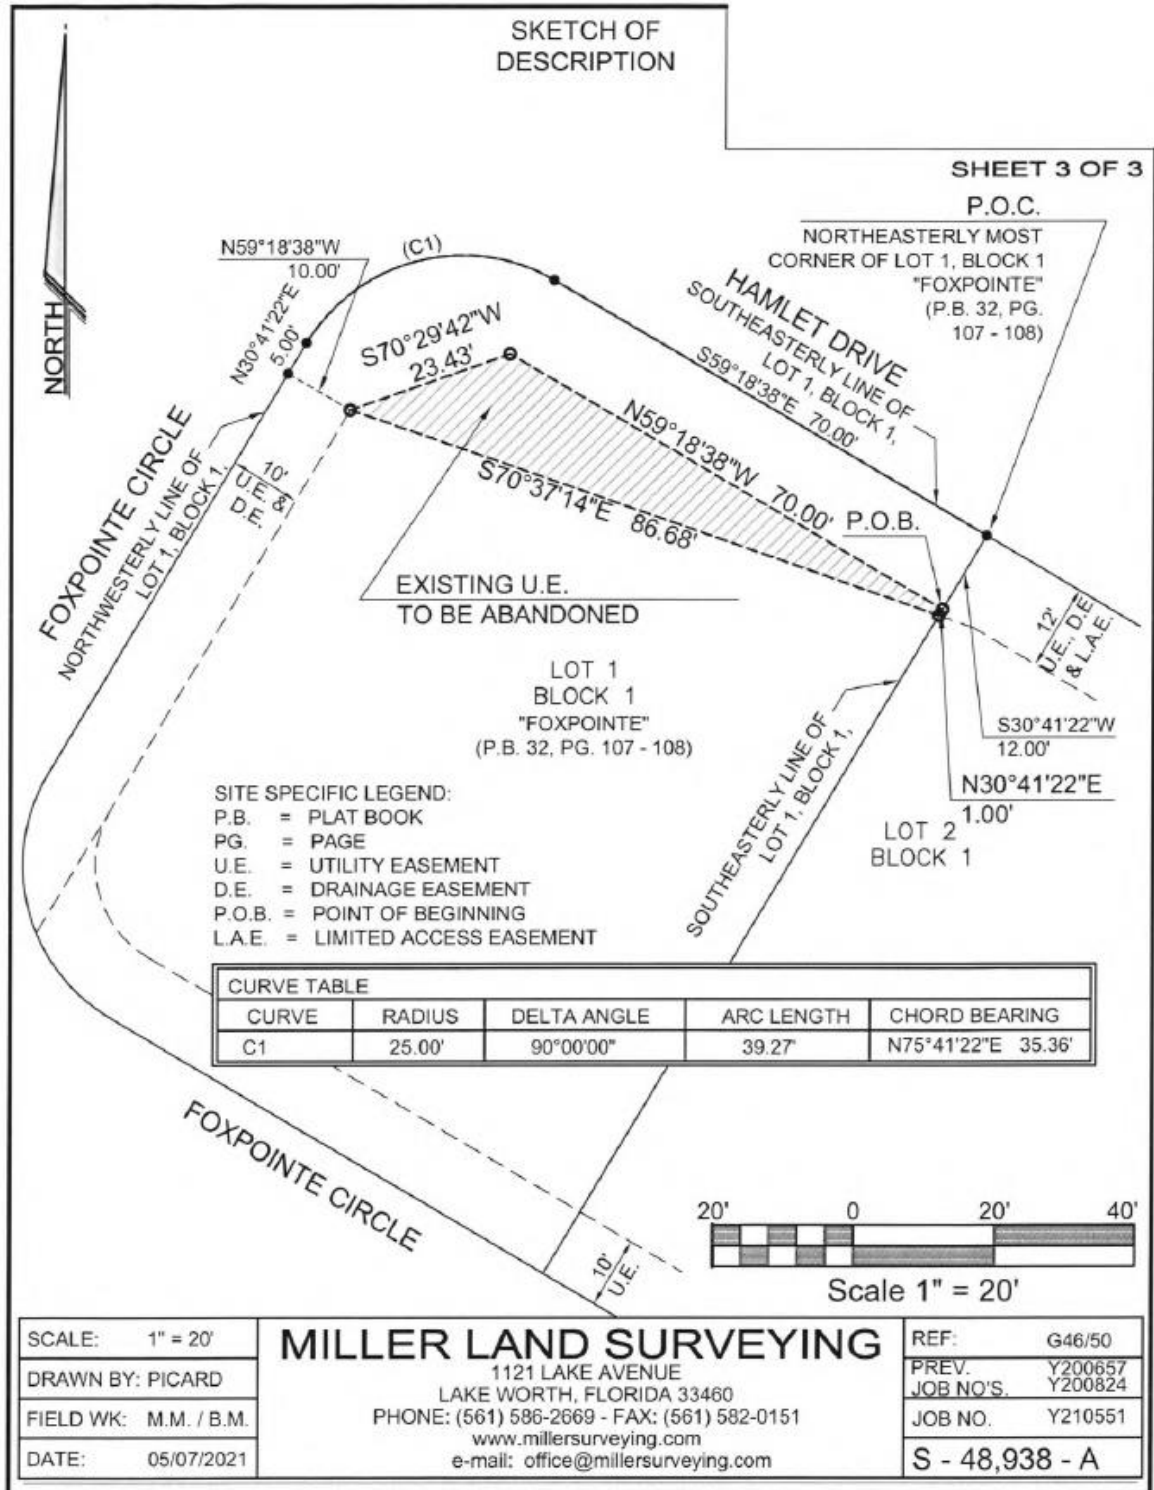 SKETCH OF
DESCRIPTION
SHEET 3 OF 3
P.O.C.
NORTHEASTERLY MOST
CORNER OF LOT 1, BLOCK 1
"FOXPOINTE"
(P.B. 32, PG.
107 - 108)
NORTH
N59°18'38"W
10.00'
(C1)
N30°41'22"E
5.00'
S70°29'42"W
23.43'
HAMLET DRIVE
SOUTHEASTERLY LINE OF
LOT 1, BLOCK 1,
S59°18'38"E 70.00'
N59°18'38"W 70.00'
S70°37'14"E 86.68'
P.O.B.
FOXPOINTE CIRCLE
NORTHWESTERLY LINE OF
LOT 1, BLOCK 1,
10'
U.E. &
D.E.
EXISTING U.E.
TO BE ABANDONED
12'
U.E., D.E
& L.A.E.
LOT 1
BLOCK 1
"FOXPOINTE"
(P.B. 32, PG. 107 - 108)
S30°41'22"W
12.00'
N30°41'22"E
1.00'
SOUTHEASTERLY LINE OF
LOT 1, BLOCK 1,
LOT 2
BLOCK 1
SITE SPECIFIC LEGEND:
P.B. = PLAT BOOK
PG. = PAGE
U.E. = UTILITY EASEMENT
D.E. = DRAINAGE EASEMENT
P.O.B. = POINT OF BEGINNING
L.A.E. = LIMITED ACCESS EASEMENT
CURVE TABLE
CURVE RADIUS DELTA ANGLE ARC LENGTH CHORD BEARING
C1 25.00' 90°00'00" 39.27' N75°41'22"E 35.36'
FOXPOINTE CIRCLE
10'
U.E.
20' 0 20' 40'
Scale 1" = 20'
SCALE: 1" = 20'
DRAWN BY: PICARD
FIELD WK: M.M. / B.M.
DATE: 05/07/2021
MILLER LAND SURVEYING
1121 LAKE AVENUE
LAKE WORTH, FLORIDA 33460
PHONE: (561) 586-2669 - FAX: (561) 582-0151
www.millersurveying.com
e-mail: office@millersurveying.com
REF: G46/50
PREV. Y200657
JOB NO'S. Y200824
JOB NO. Y210551
S - 48,938 - A